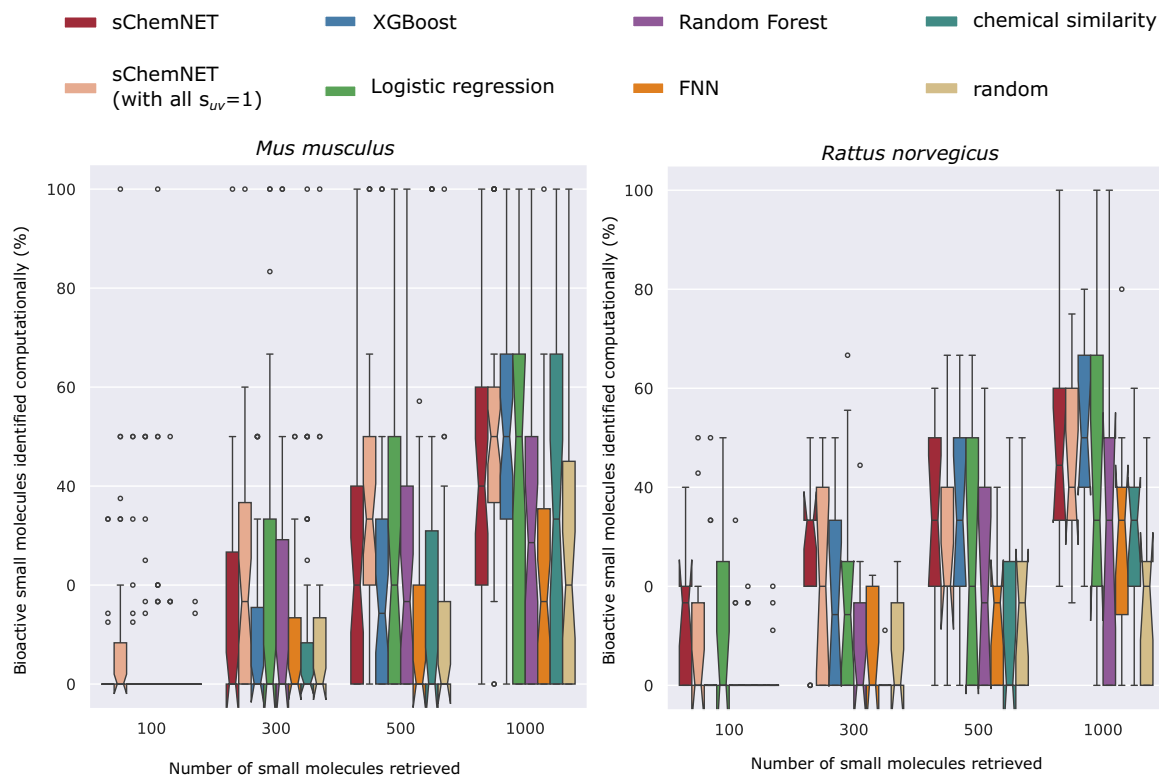 sChemNET
XGBoost
Random Forest
chemical similarity
sChemNET
(with all suv=1)
Logistic regression
FNN
random
Mus musculus
Rattus norvegicus
Bioactive small molecules identified computationally (%)
100
80
60
40
0
0
100
300
500
1000
Number of small molecules retrieved
Bioactive small molecules identified computationally (%)
100
80
60
40
0
0
100
300
500
1000
Number of small molecules retrieved